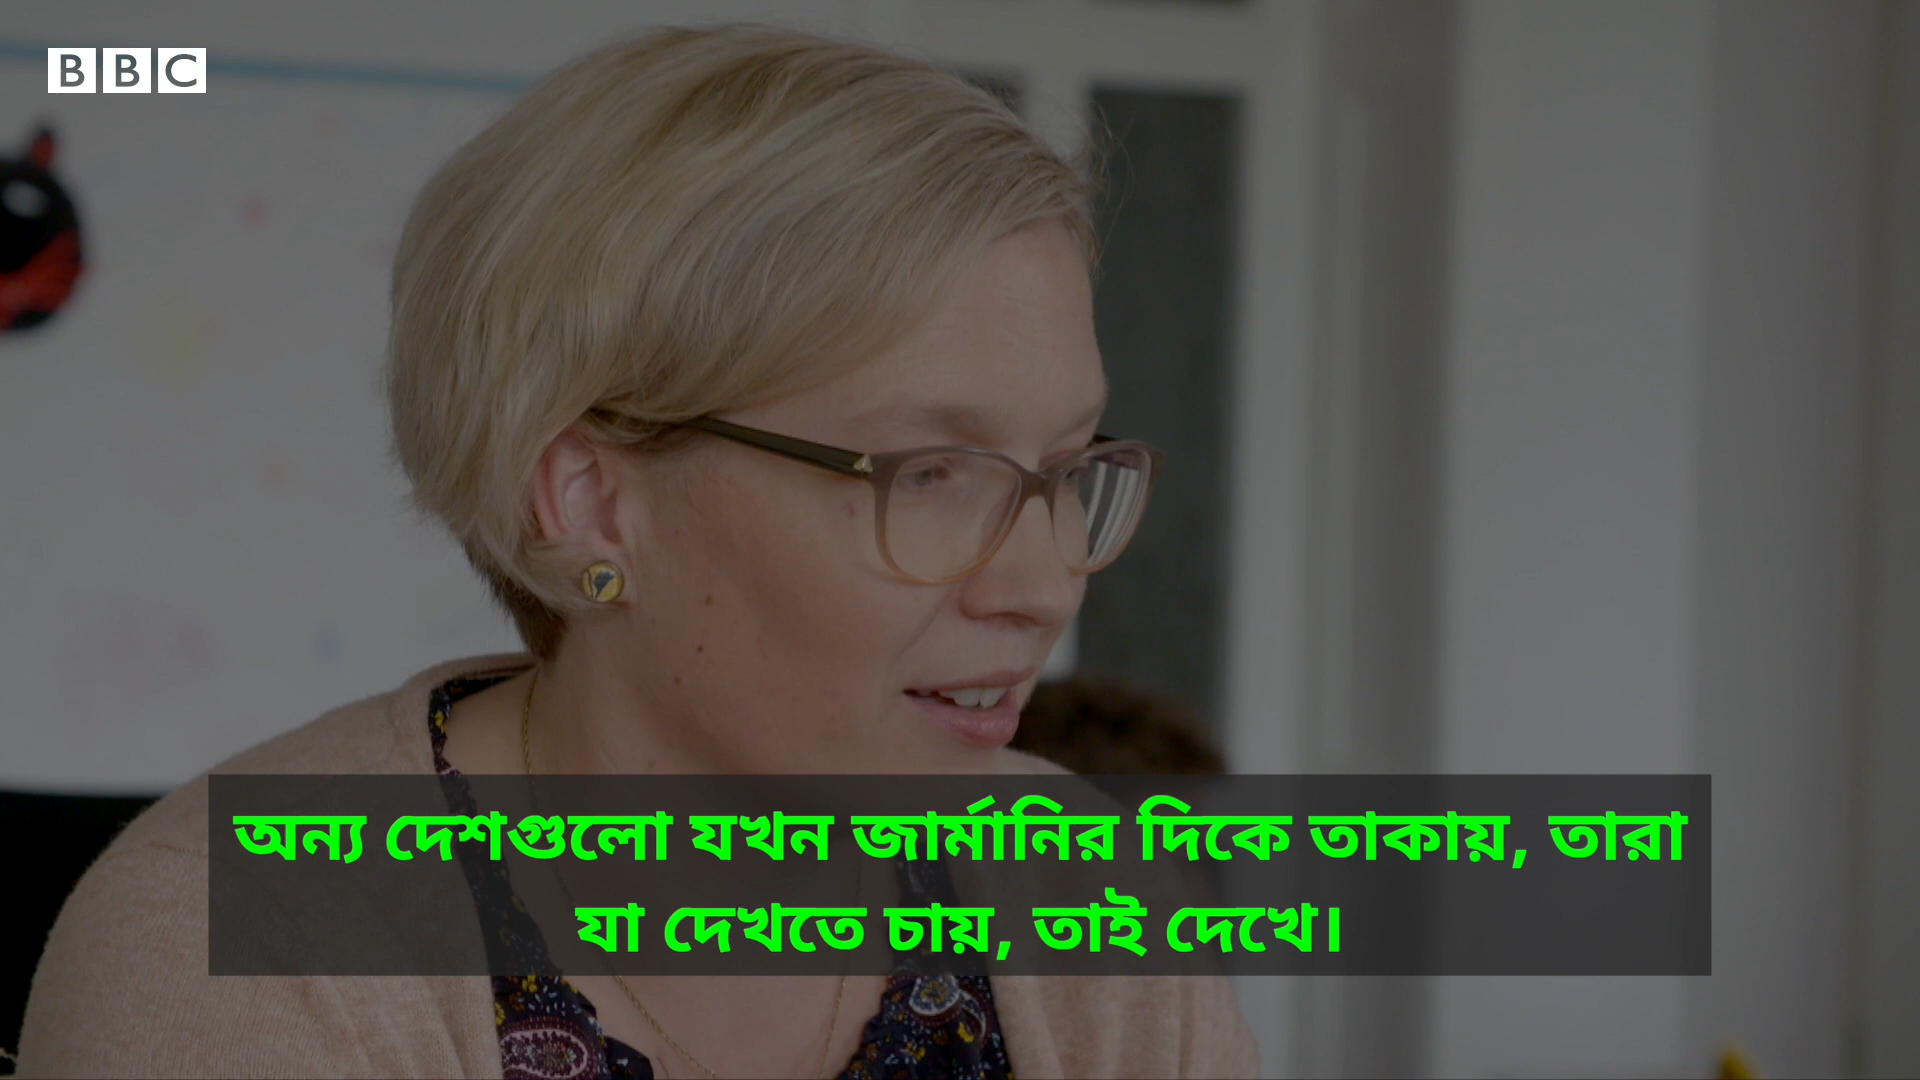 BBC
অন্য দেশগুলো যখন জার্মানির দিকে তাকায়, তারা
যা দেখতে চায়, তাই দেখে।